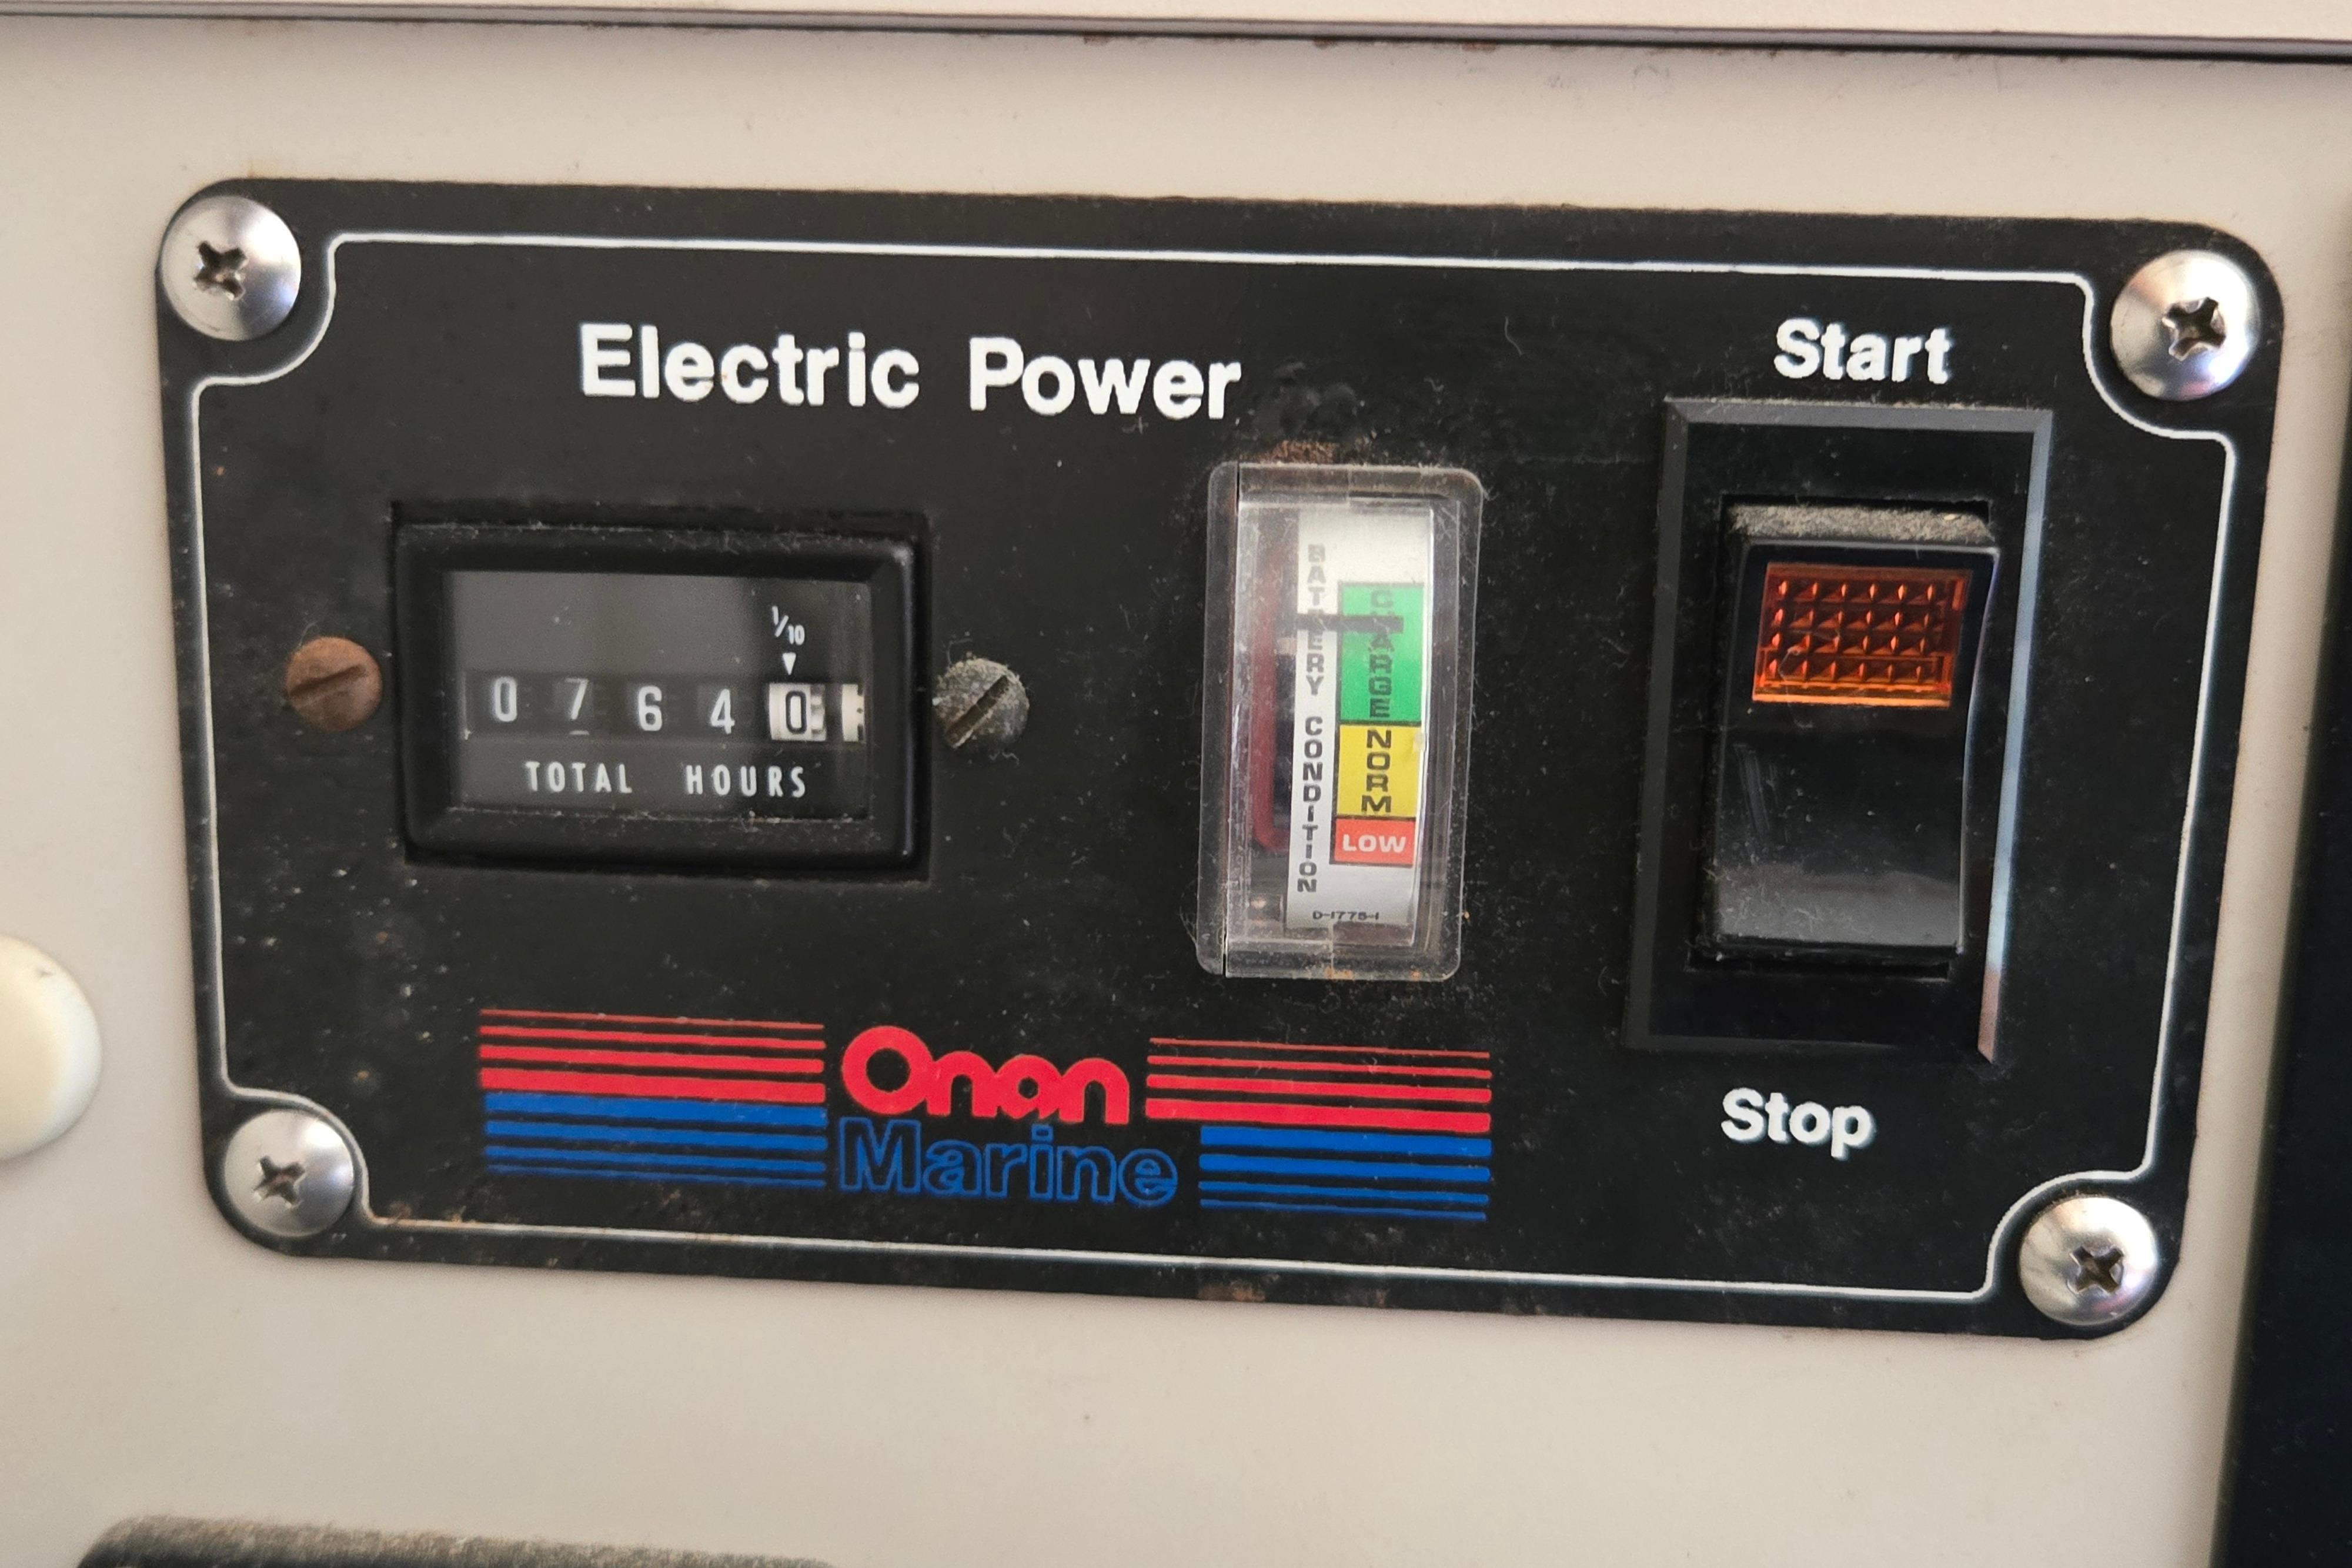 Electric Power
Start
1/10
0 7 6 4 0
TOTAL HOURS
BATTERY CONDITION
CHARGE
NORM
LOW
D-1775-1
Onan
Marine
Stop